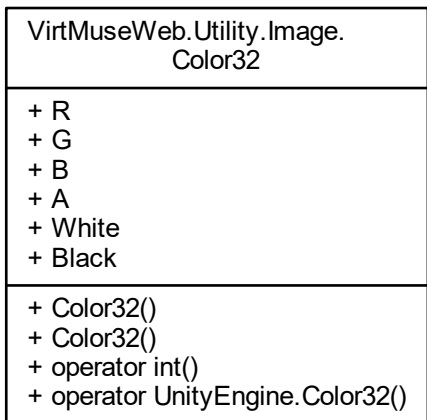 VirtMuseWeb.Utility.Image.
Color32
+ R
+ G
+ B
+ A
+ White
+ Black
+ Color32()
+ Color32()
+ operator int()
+ operator UnityEngine.Color32()